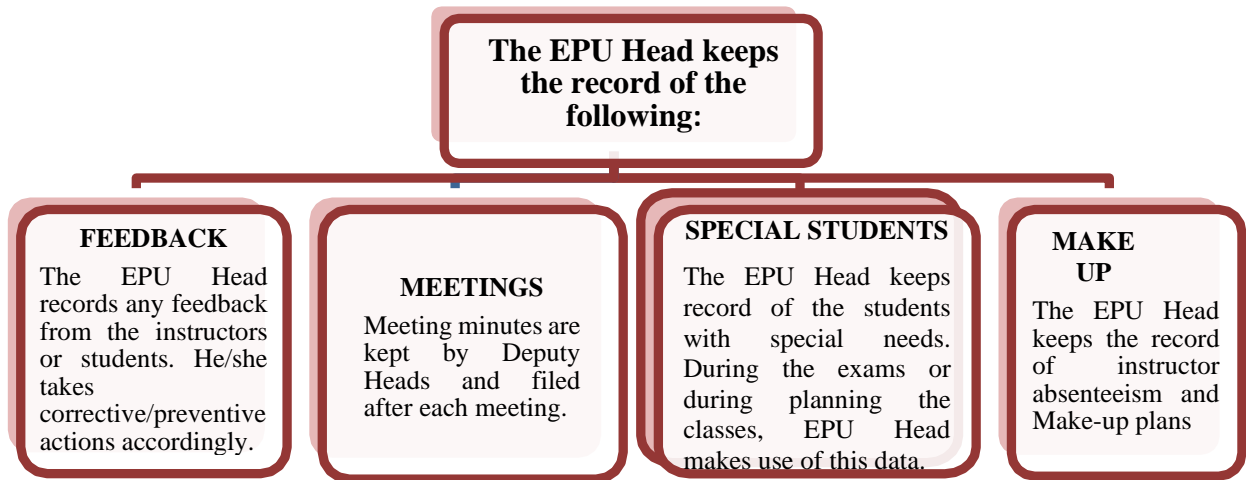 The EPU Head keeps
the record of the
following:
FEEDBACK
The EPU Head
records any feedback
from the instructors
or students. He/she
takes
corrective/preventive
actions accordingly.
MEETINGS
Meeting minutes are
kept by Deputy
Heads and filed
after each meeting.
SPECIAL STUDENTS
The EPU Head keeps
record of the students
with special needs.
During the exams or
during planning the
classes, EPU Head
makes use of this data.
MAKE
UP
The EPU Head
keeps the record
of instructor
absenteeism and
Make-up plans